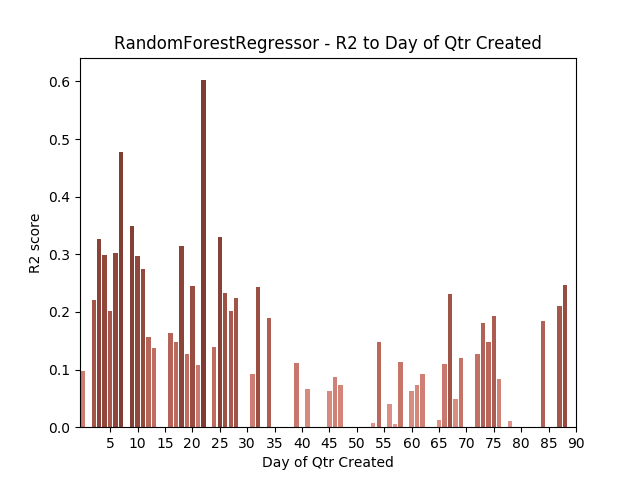 RandomForestRegressor - R2 to Day of Qtr Created
R2 score
0.6
0.5
0.4
0.3
0.2
0.1
0.0
5 10 15 20 25 30 35 40 45 50 55 60 65 70 75 80 85 90
Day of Qtr Created